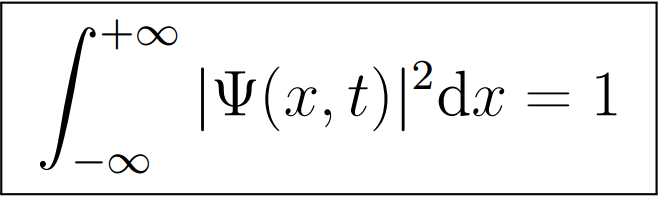 ∫_{−∞}^{+∞} |Ψ(x, t)|² dx = 1